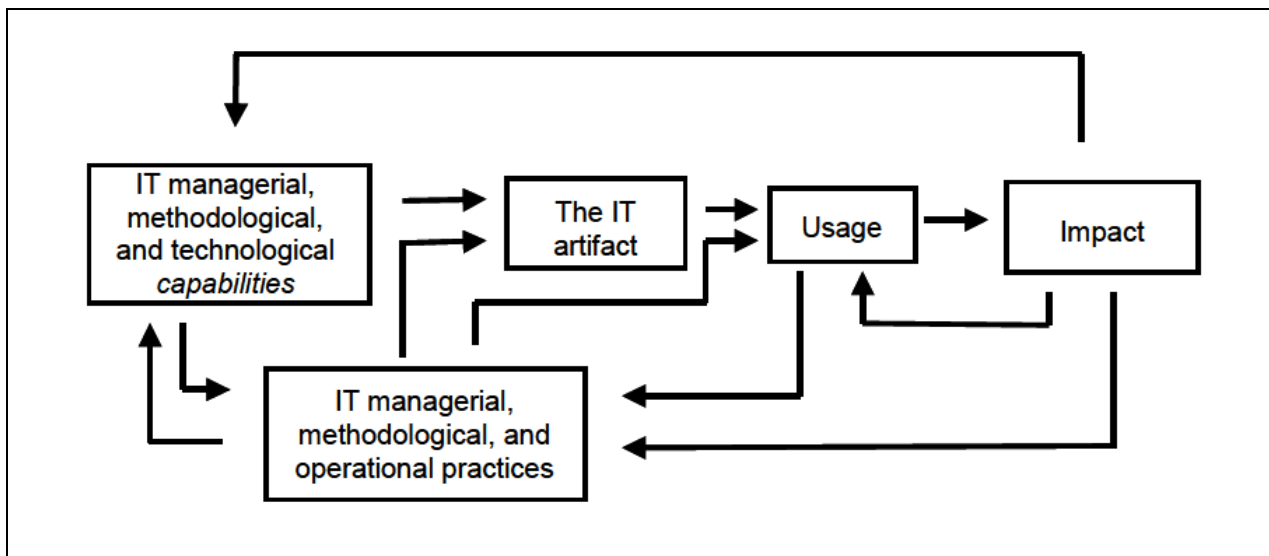 IT managerial,
methodological,
and technological
capabilities
The IT
artifact
Usage
Impact
IT managerial,
methodological, and
operational practices